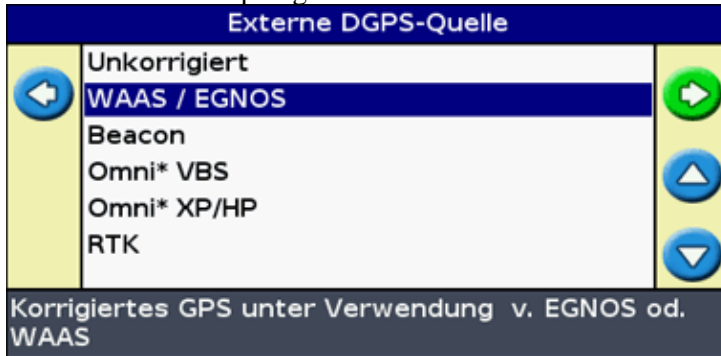 Externe DGPS-Quelle
Unkorrigiert
WAAS / EGNOS
Beacon
Omni* VBS
Omni* XP/HP
RTK
Korrigiertes GPS unter Verwendung v. EGNOS od.
WAAS